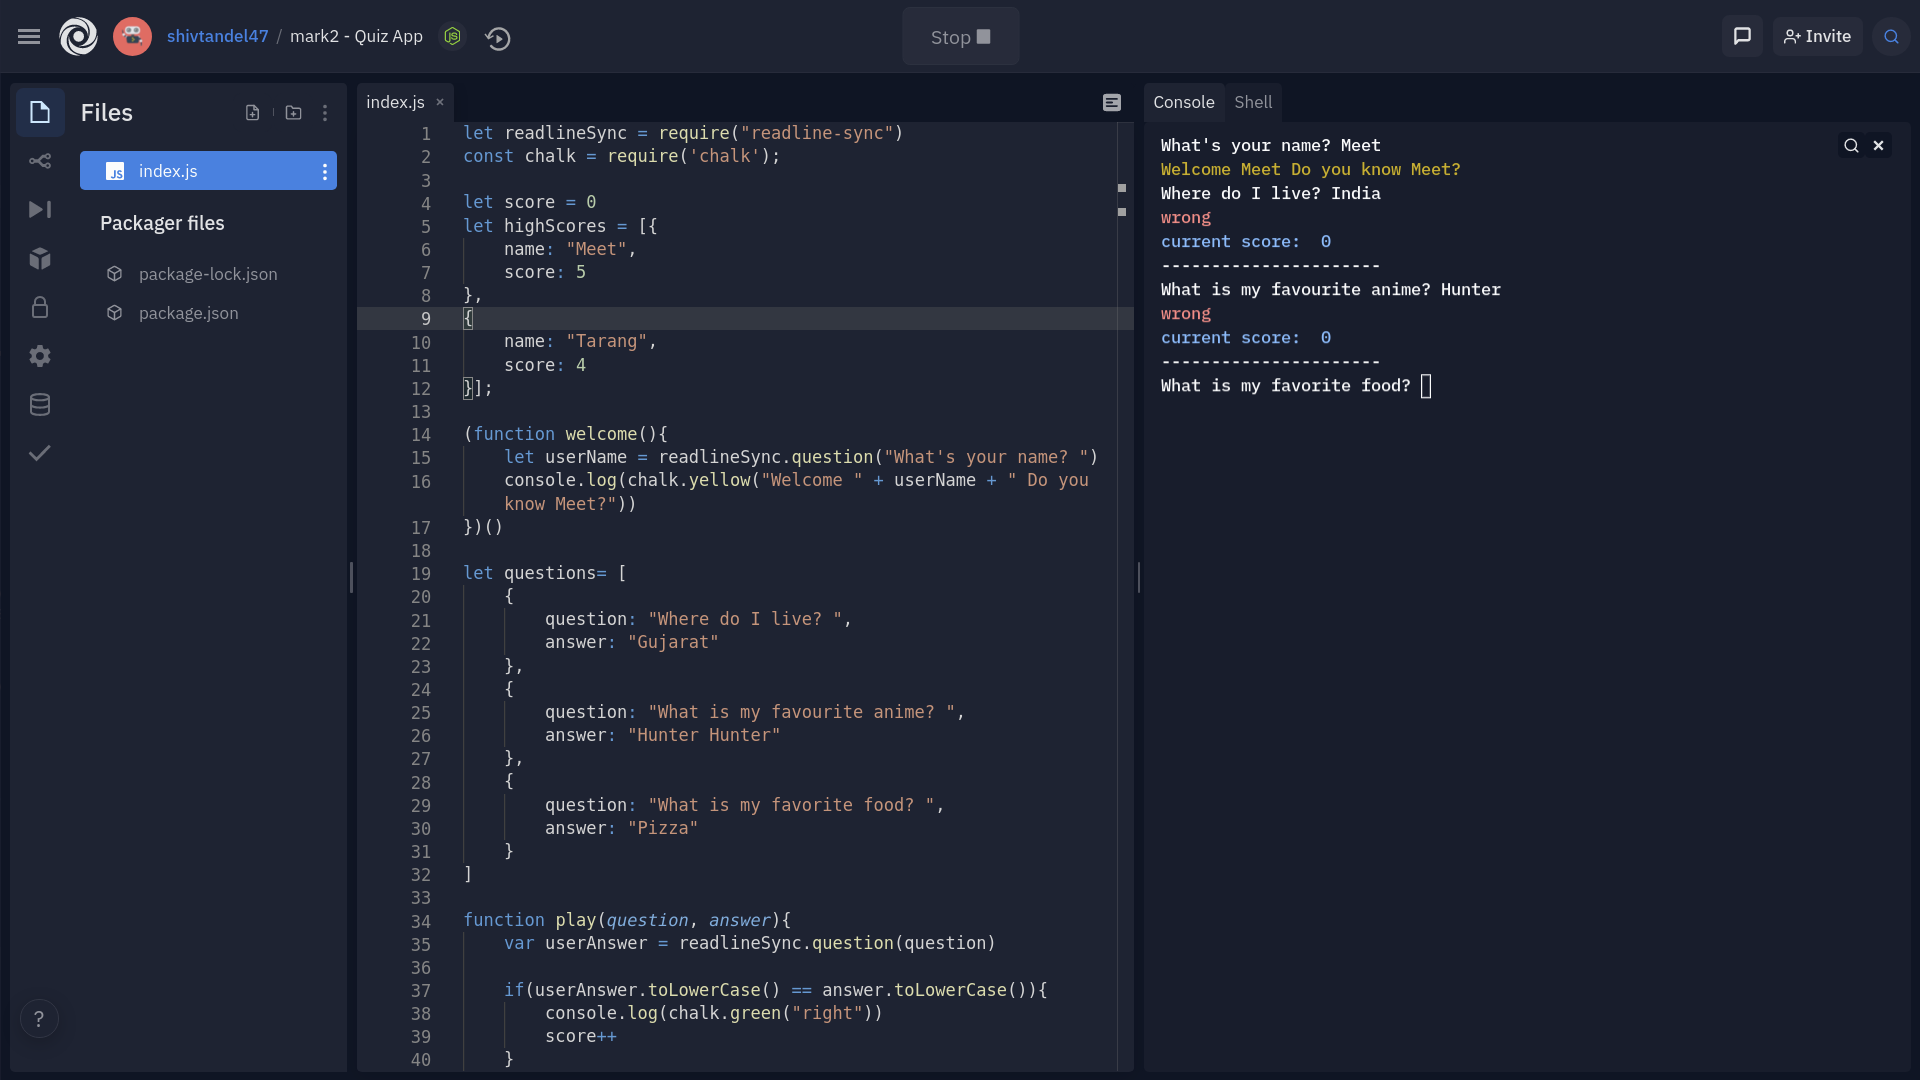 shivtandel47 / mark2 - Quiz App
Stop
Invite
Files
JS index.js
Packager files
package-lock.json
package.json
?
index.js ×
1 let readlineSync = require("readline-sync")
2 const chalk = require('chalk');
3
4 let score = 0
5 let highScores = [{
6 name: "Meet",
7 score: 5
8 },
9 {
10 name: "Tarang",
11 score: 4
12 }];
13
14 (function welcome(){
15 let userName = readlineSync.question("What's your name? ")
16 console.log(chalk.yellow("Welcome " + userName + " Do you
know Meet?"))
17 })()
18
19 let questions= [
20 {
21 question: "Where do I live? ",
22 answer: "Gujarat"
23 },
24 {
25 question: "What is my favourite anime? ",
26 answer: "Hunter Hunter"
27 },
28 {
29 question: "What is my favorite food? ",
30 answer: "Pizza"
31 }
32 ]
33
34 function play(question, answer){
35 var userAnswer = readlineSync.question(question)
36
37 if(userAnswer.toLowerCase() == answer.toLowerCase()){
38 console.log(chalk.green("right"))
39 score++
40 }
Console Shell
What's your name? Meet
Welcome Meet Do you know Meet?
Where do I live? India
wrong
current score:  0
----------------------
What is my favourite anime? Hunter
wrong
current score:  0
----------------------
What is my favorite food?